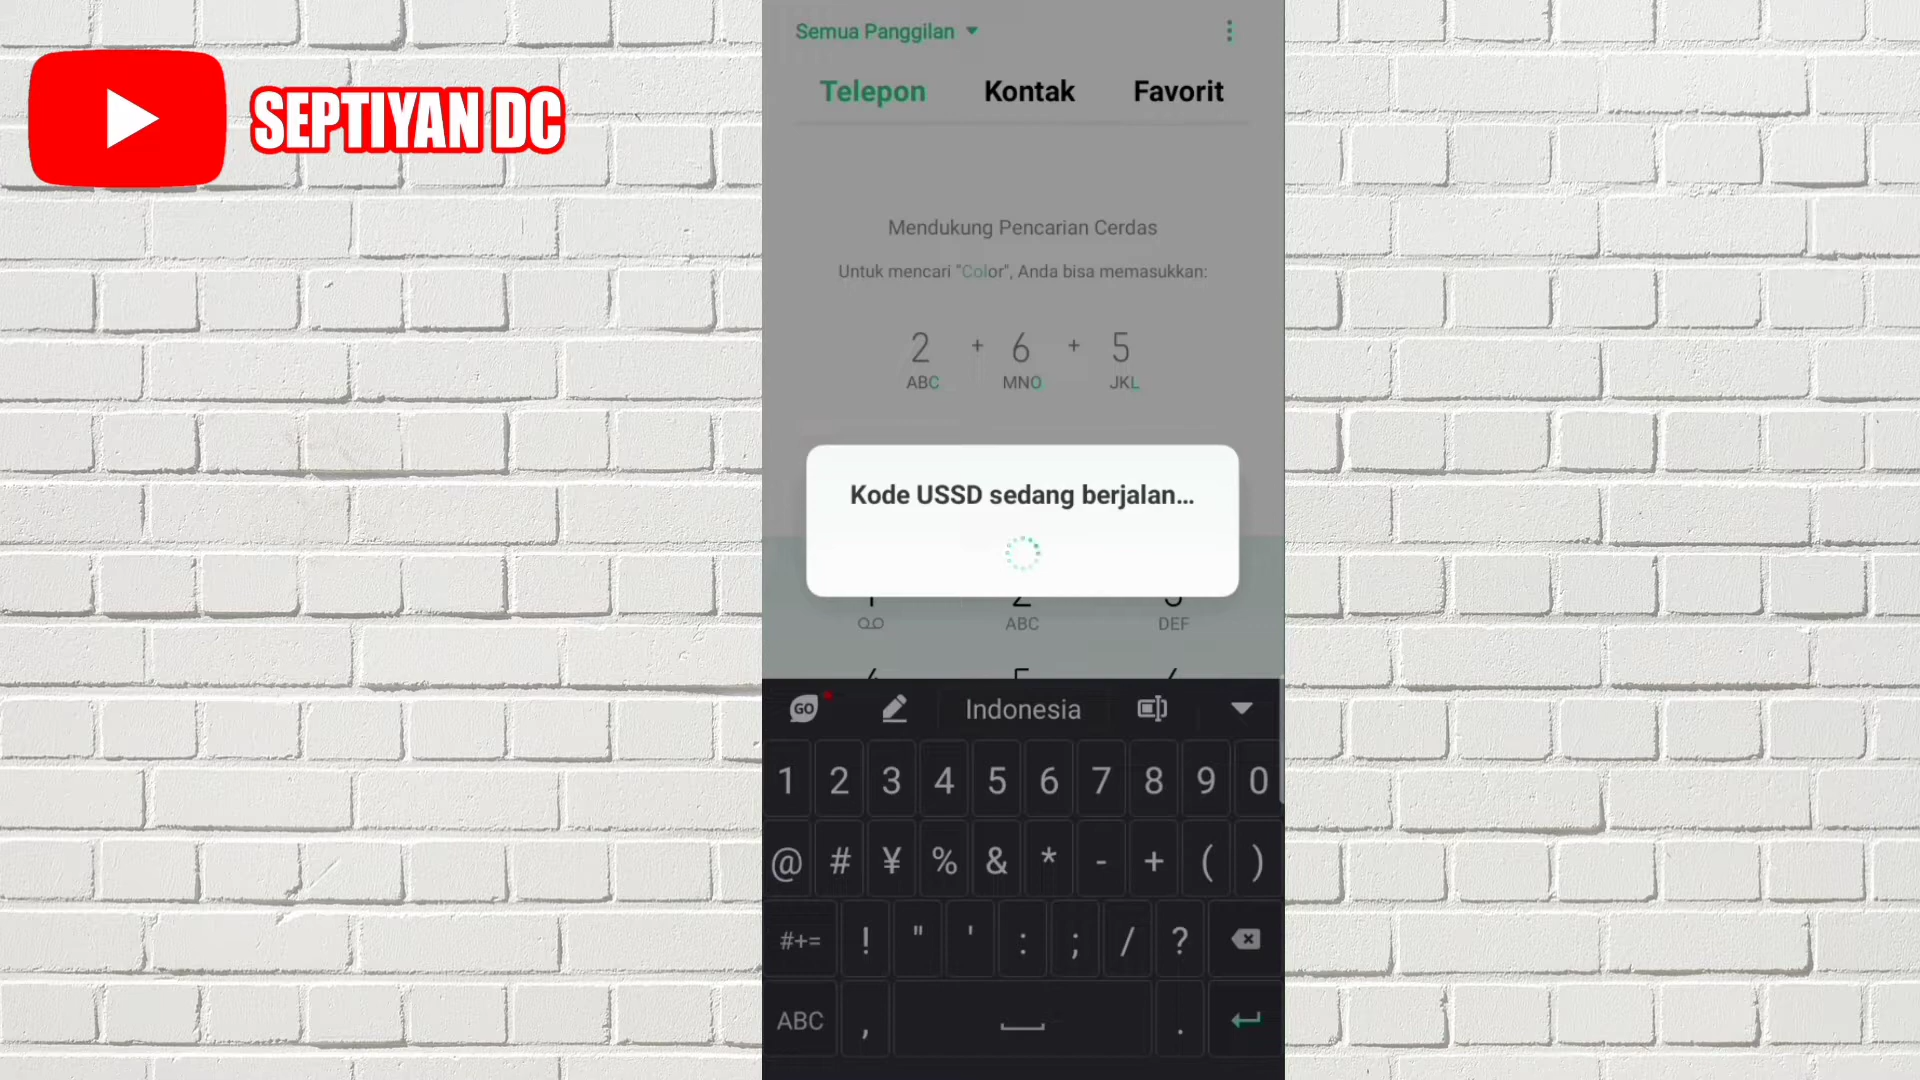 SEPTIYAN DC
Semua Panggilan
Telepon Kontak Favorit
Mendukung Pencarian Cerdas
Untuk mencari "Color", Anda bisa memasukkan:
2 + 6 + 5
ABC MNO JKL
Kode USSD sedang berjalan...
ABC DEF
GO Indonesia
1 2 3 4 5 6 7 8 9 0
@ # ¥ % & * - + ( )
#+= ! " ' : ; / ?
ABC , .